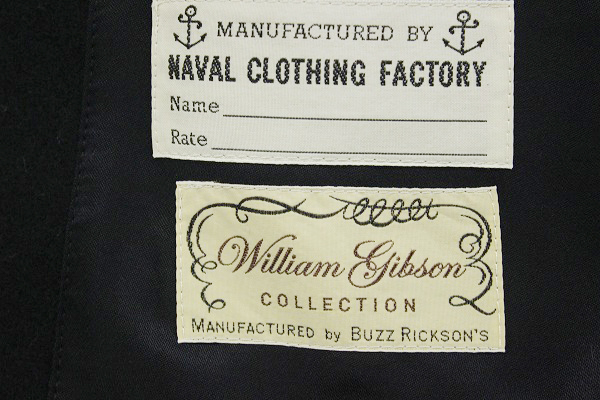 MANUFACTURED BY
NAVAL CLOTHING FACTORY
Name
Rate
William Gibson
COLLECTION
MANUFACTURED by BUZZ RICKSON'S